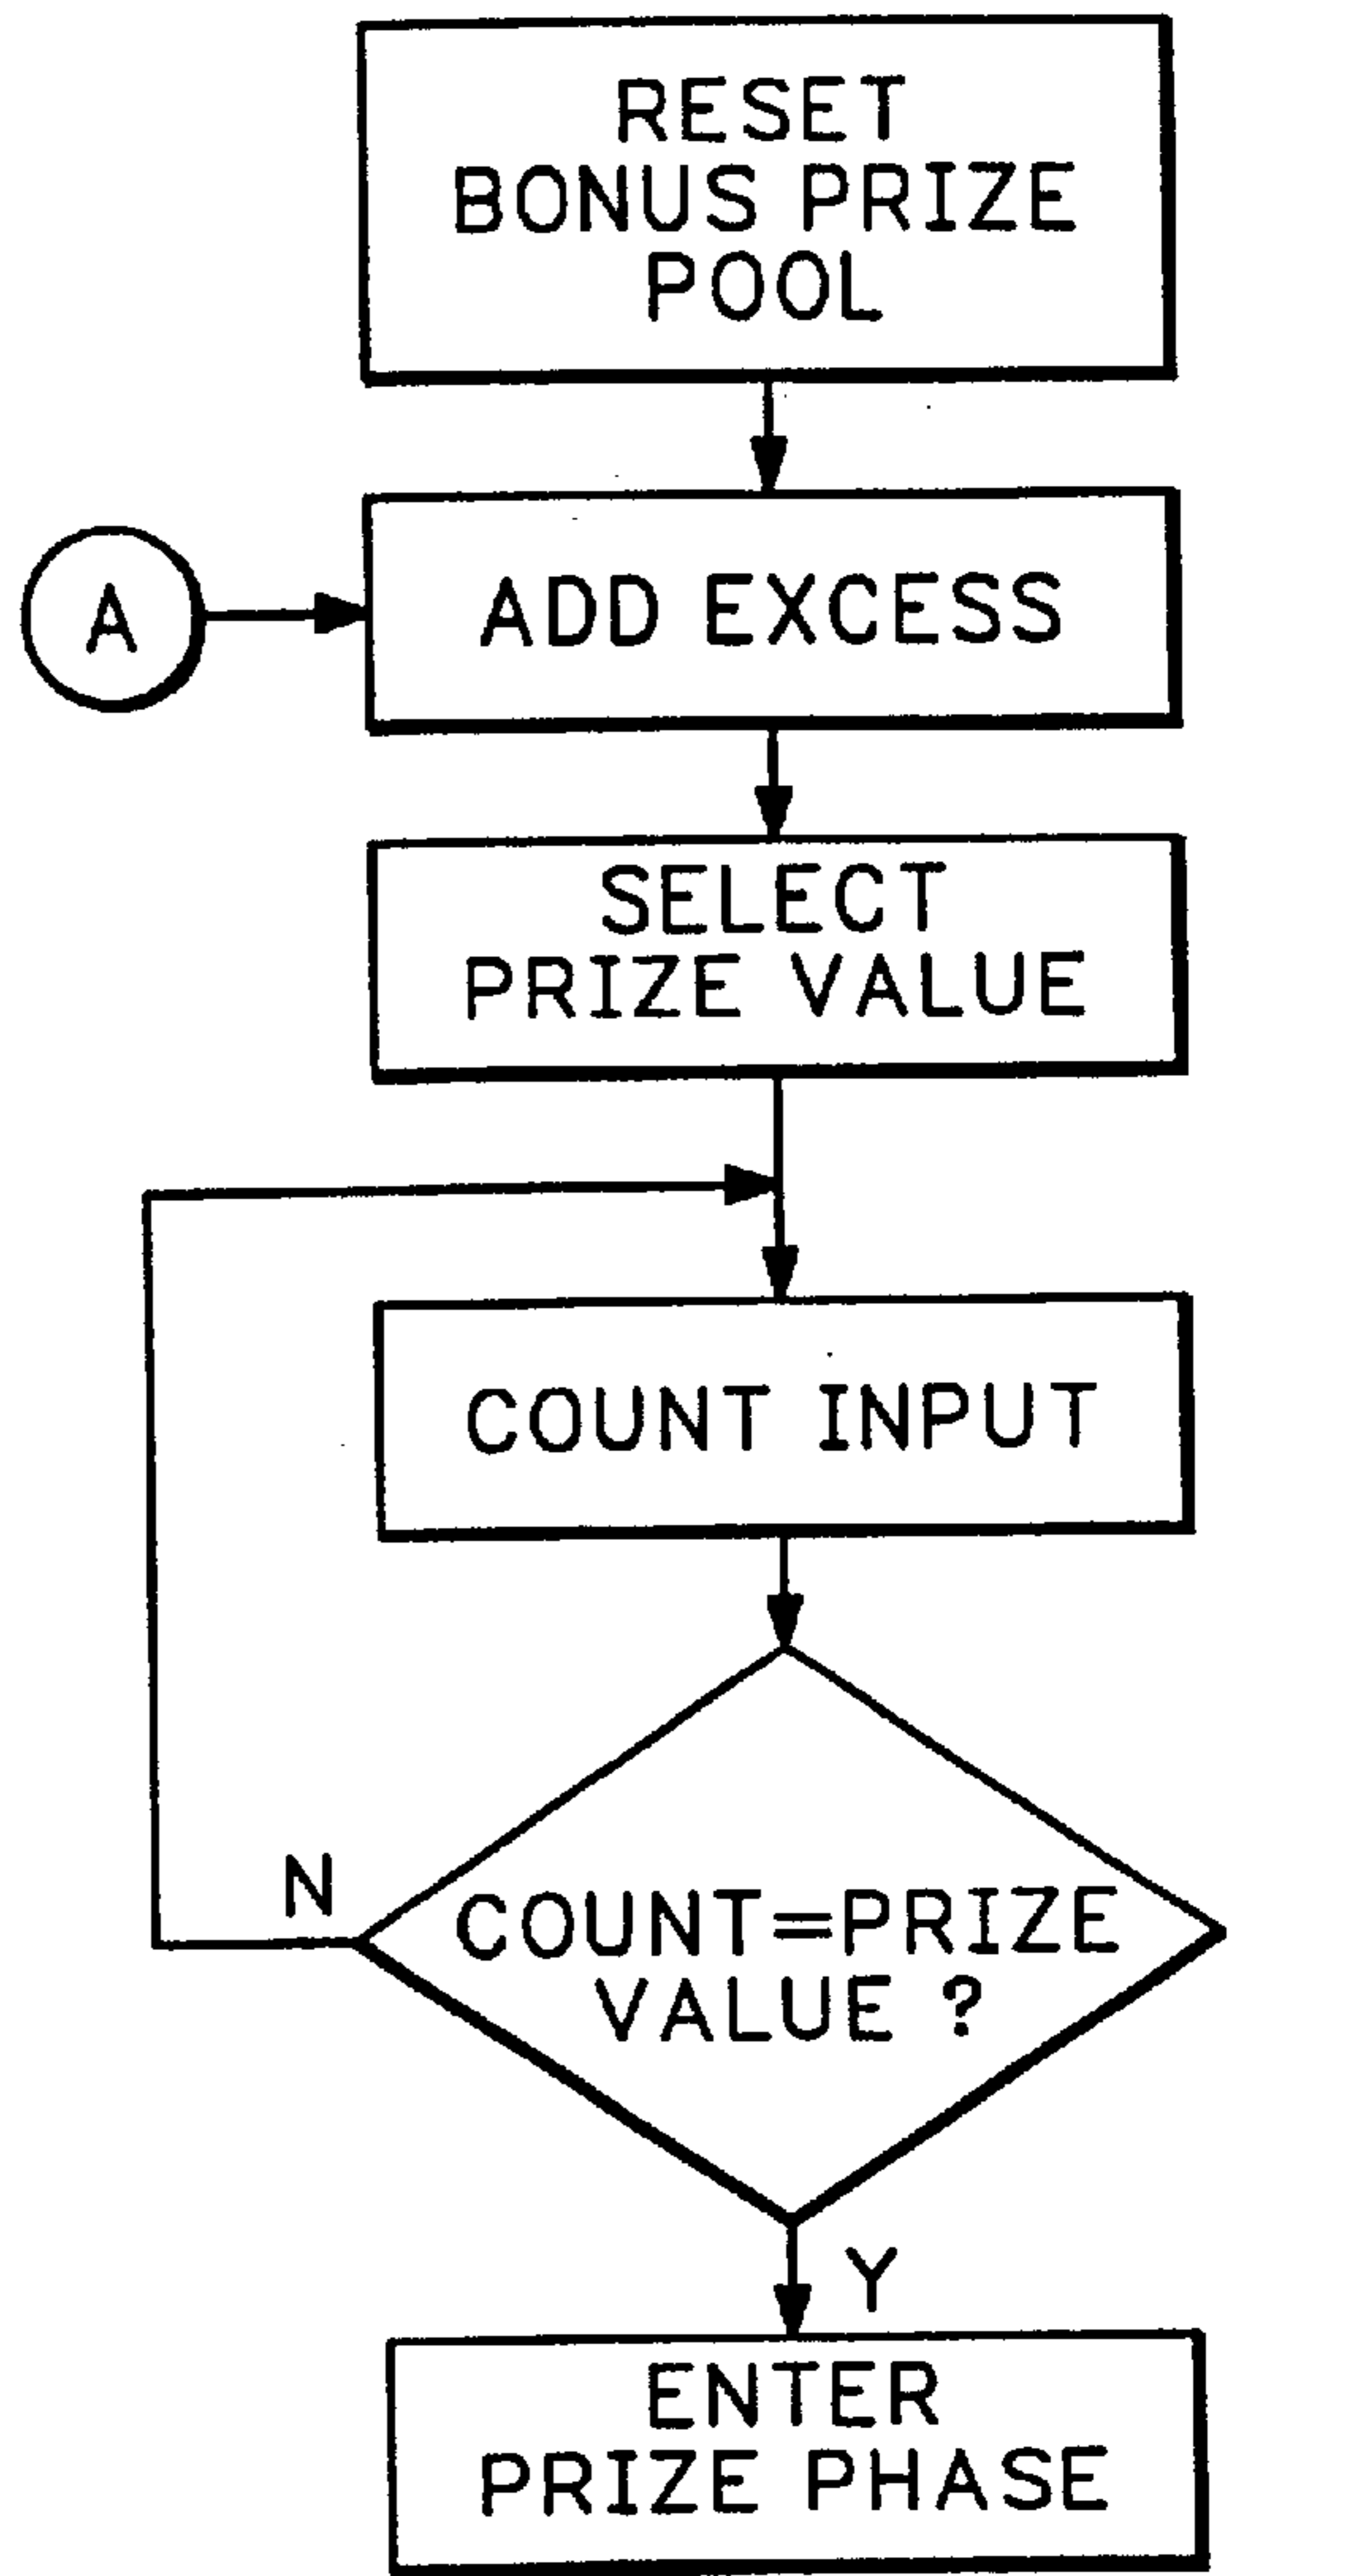 RESET
BONUS PRIZE
POOL
A
ADD EXCESS
SELECT
PRIZE VALUE
COUNT INPUT
N
COUNT=PRIZE
VALUE ?
Y
ENTER
PRIZE PHASE